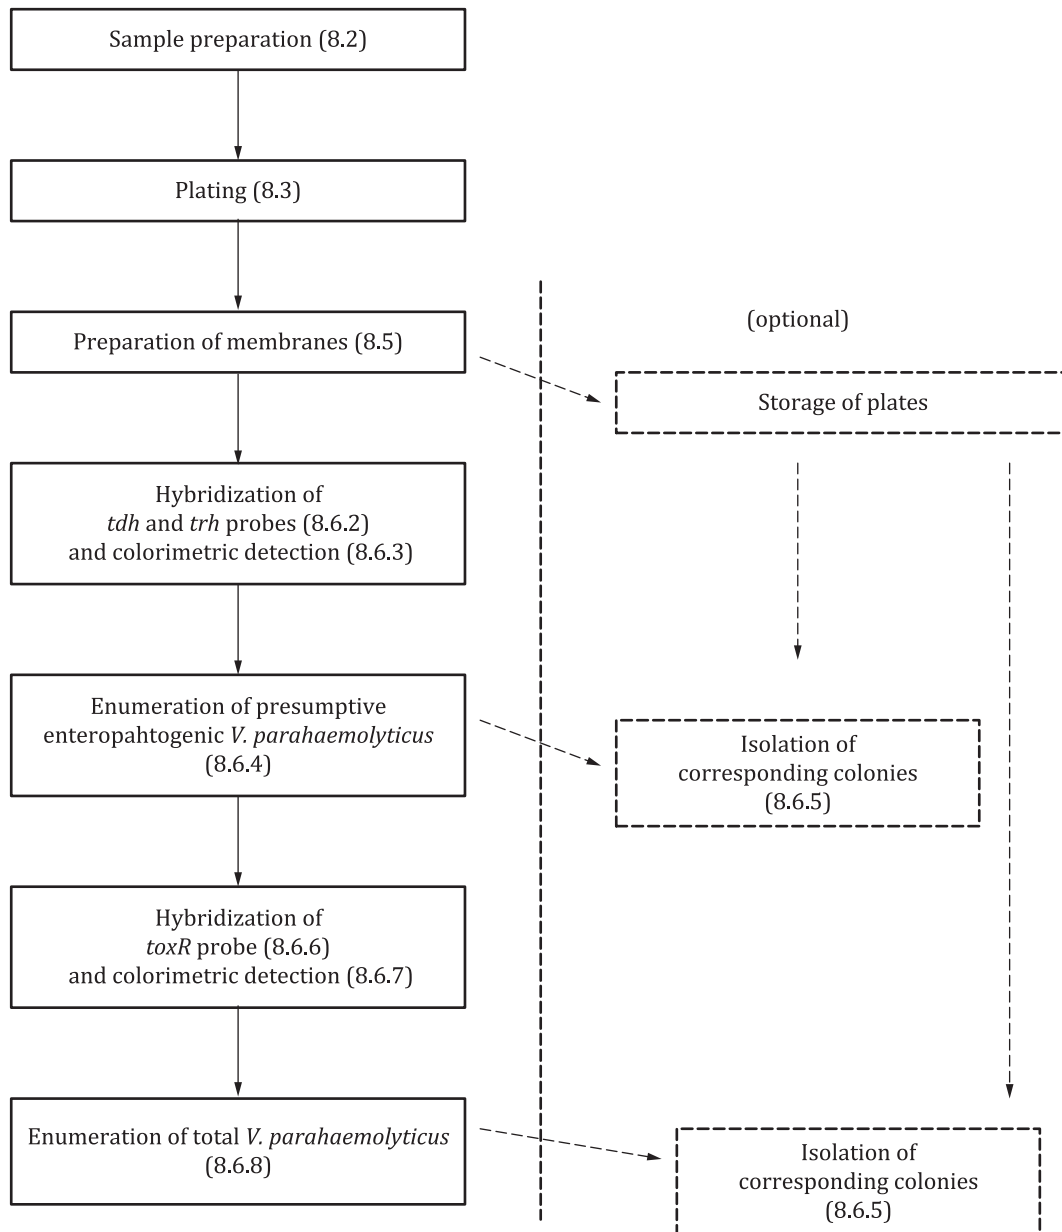 Sample preparation (8.2)
Plating (8.3)
Preparation of membranes (8.5)
(optional)
Storage of plates
Hybridization of
tdh and trh probes (8.6.2)
and colorimetric detection (8.6.3)
Enumeration of presumptive
enteropahtogenic V. parahaemolyticus
(8.6.4)
Isolation of
corresponding colonies
(8.6.5)
Hybridization of
toxR probe (8.6.6)
and colorimetric detection (8.6.7)
Enumeration of total V. parahaemolyticus
(8.6.8)
Isolation of
corresponding colonies
(8.6.5)